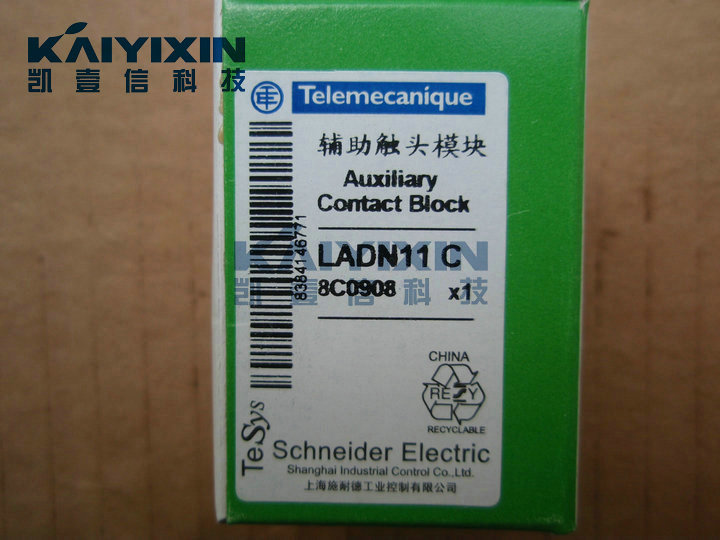 KAIYIXIN
凯壹信科技
Telemecanique
辅助触头模块
Auxiliary
Contact Block
8384146771
KAIYIXIN
LADN11 C
凯壹信科技
8C0908 x1
CHINA
RECYCLABLE
TeSys
Schneider Electric
Shanghai Industrial Control Co.,Ltd.
上海施耐德工业控制有限公司